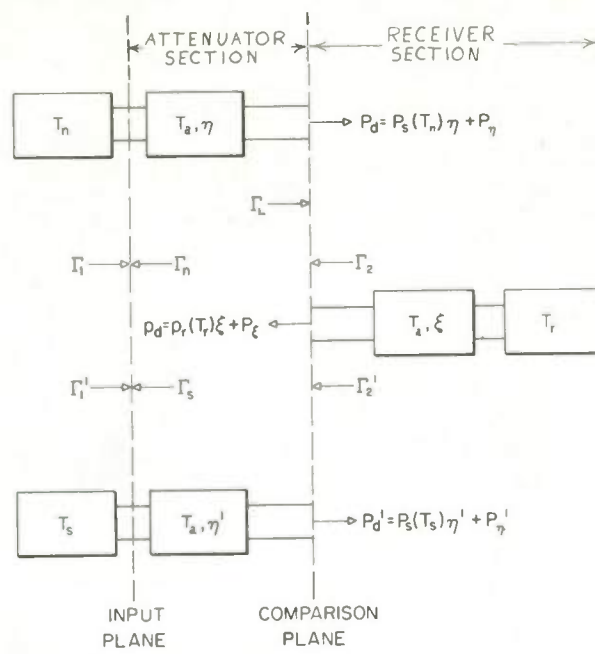 ATTENUATOR SECTION
RECEIVER SECTION
Tn
Ta, η
Pd = Ps(Tn) η + Pη
ΓL
Γ1
Γn
Γ2
pd = pr(Tr)ξ + Pξ
Ta, ξ
Tr
Γ1'
Γs
Γ2'
Ts
Ta, η'
Pd' = Ps(Ts) η' + Pη'
INPUT PLANE
COMPARISON PLANE